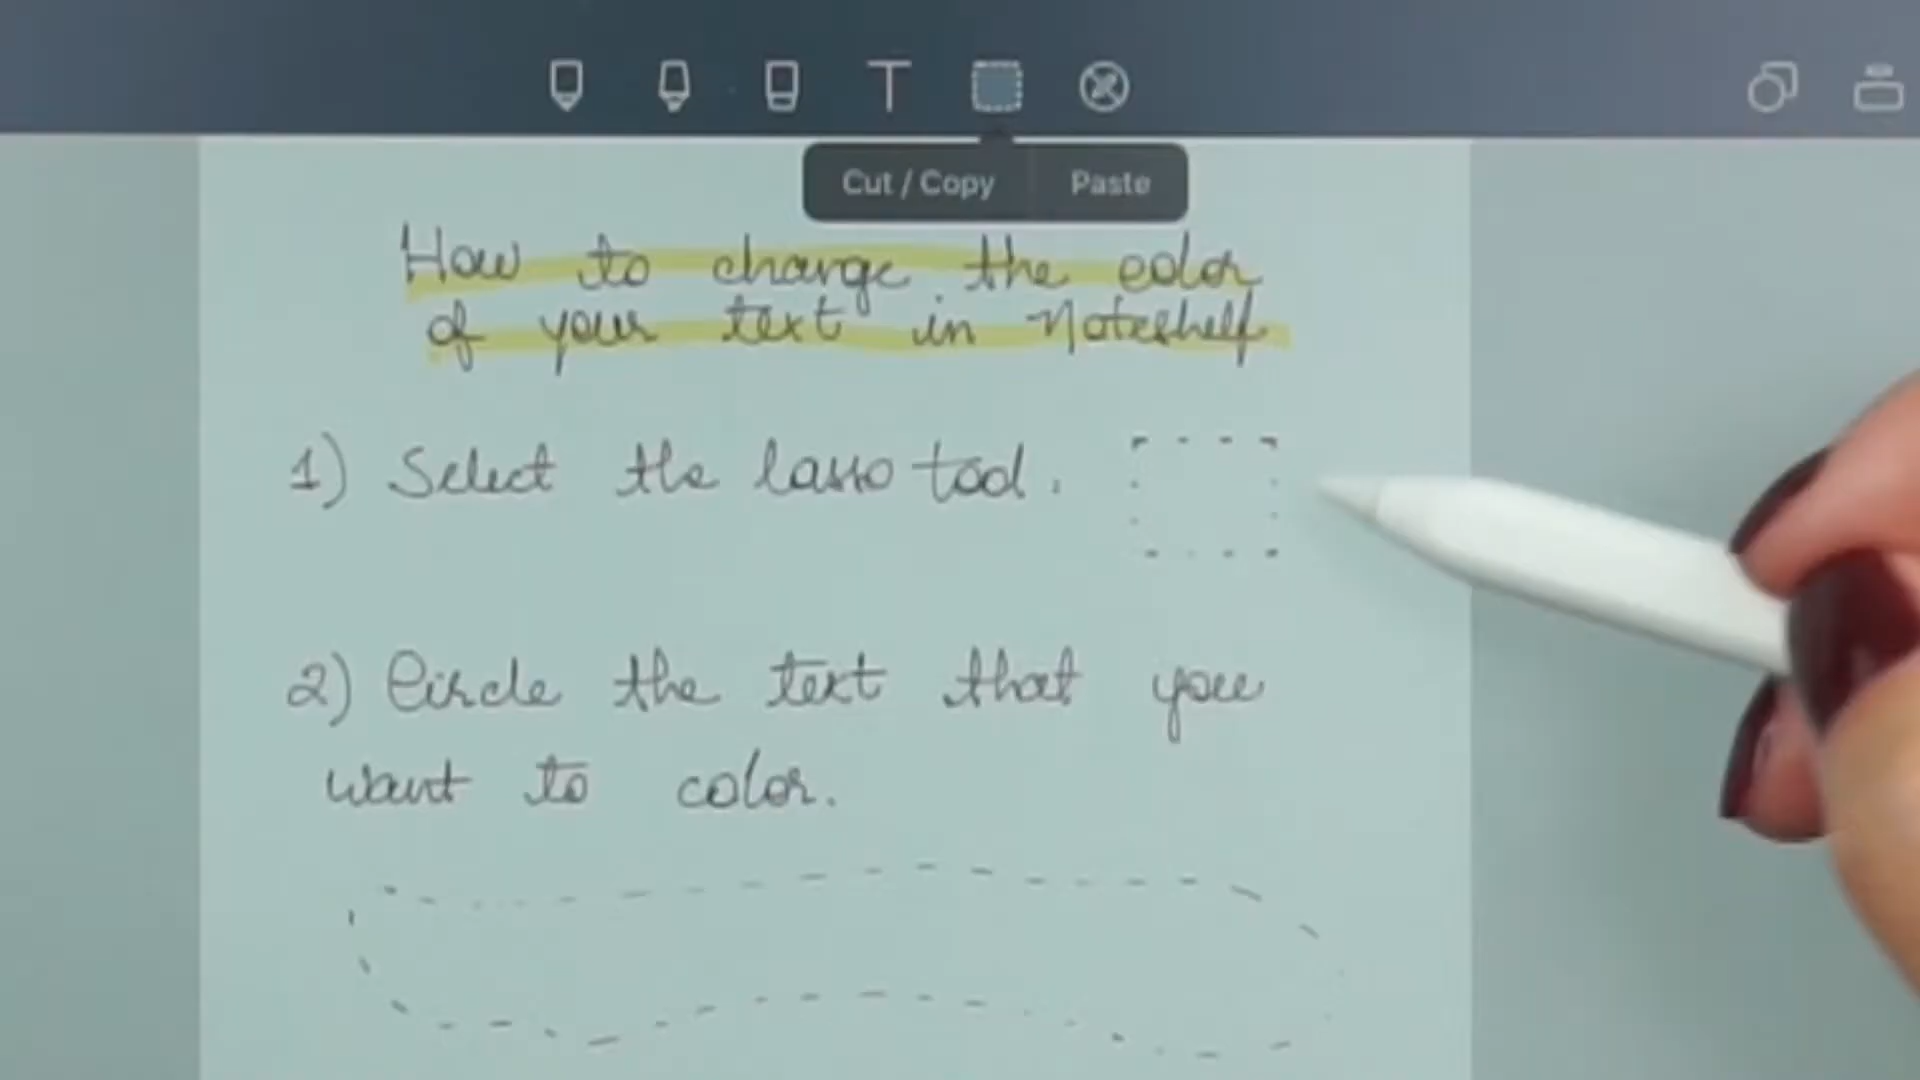 T
Cut / Copy Paste
How to change the color
of your text in Noteshelf
1) Select the lasso tool.
2) Circle the text that you
want to color.